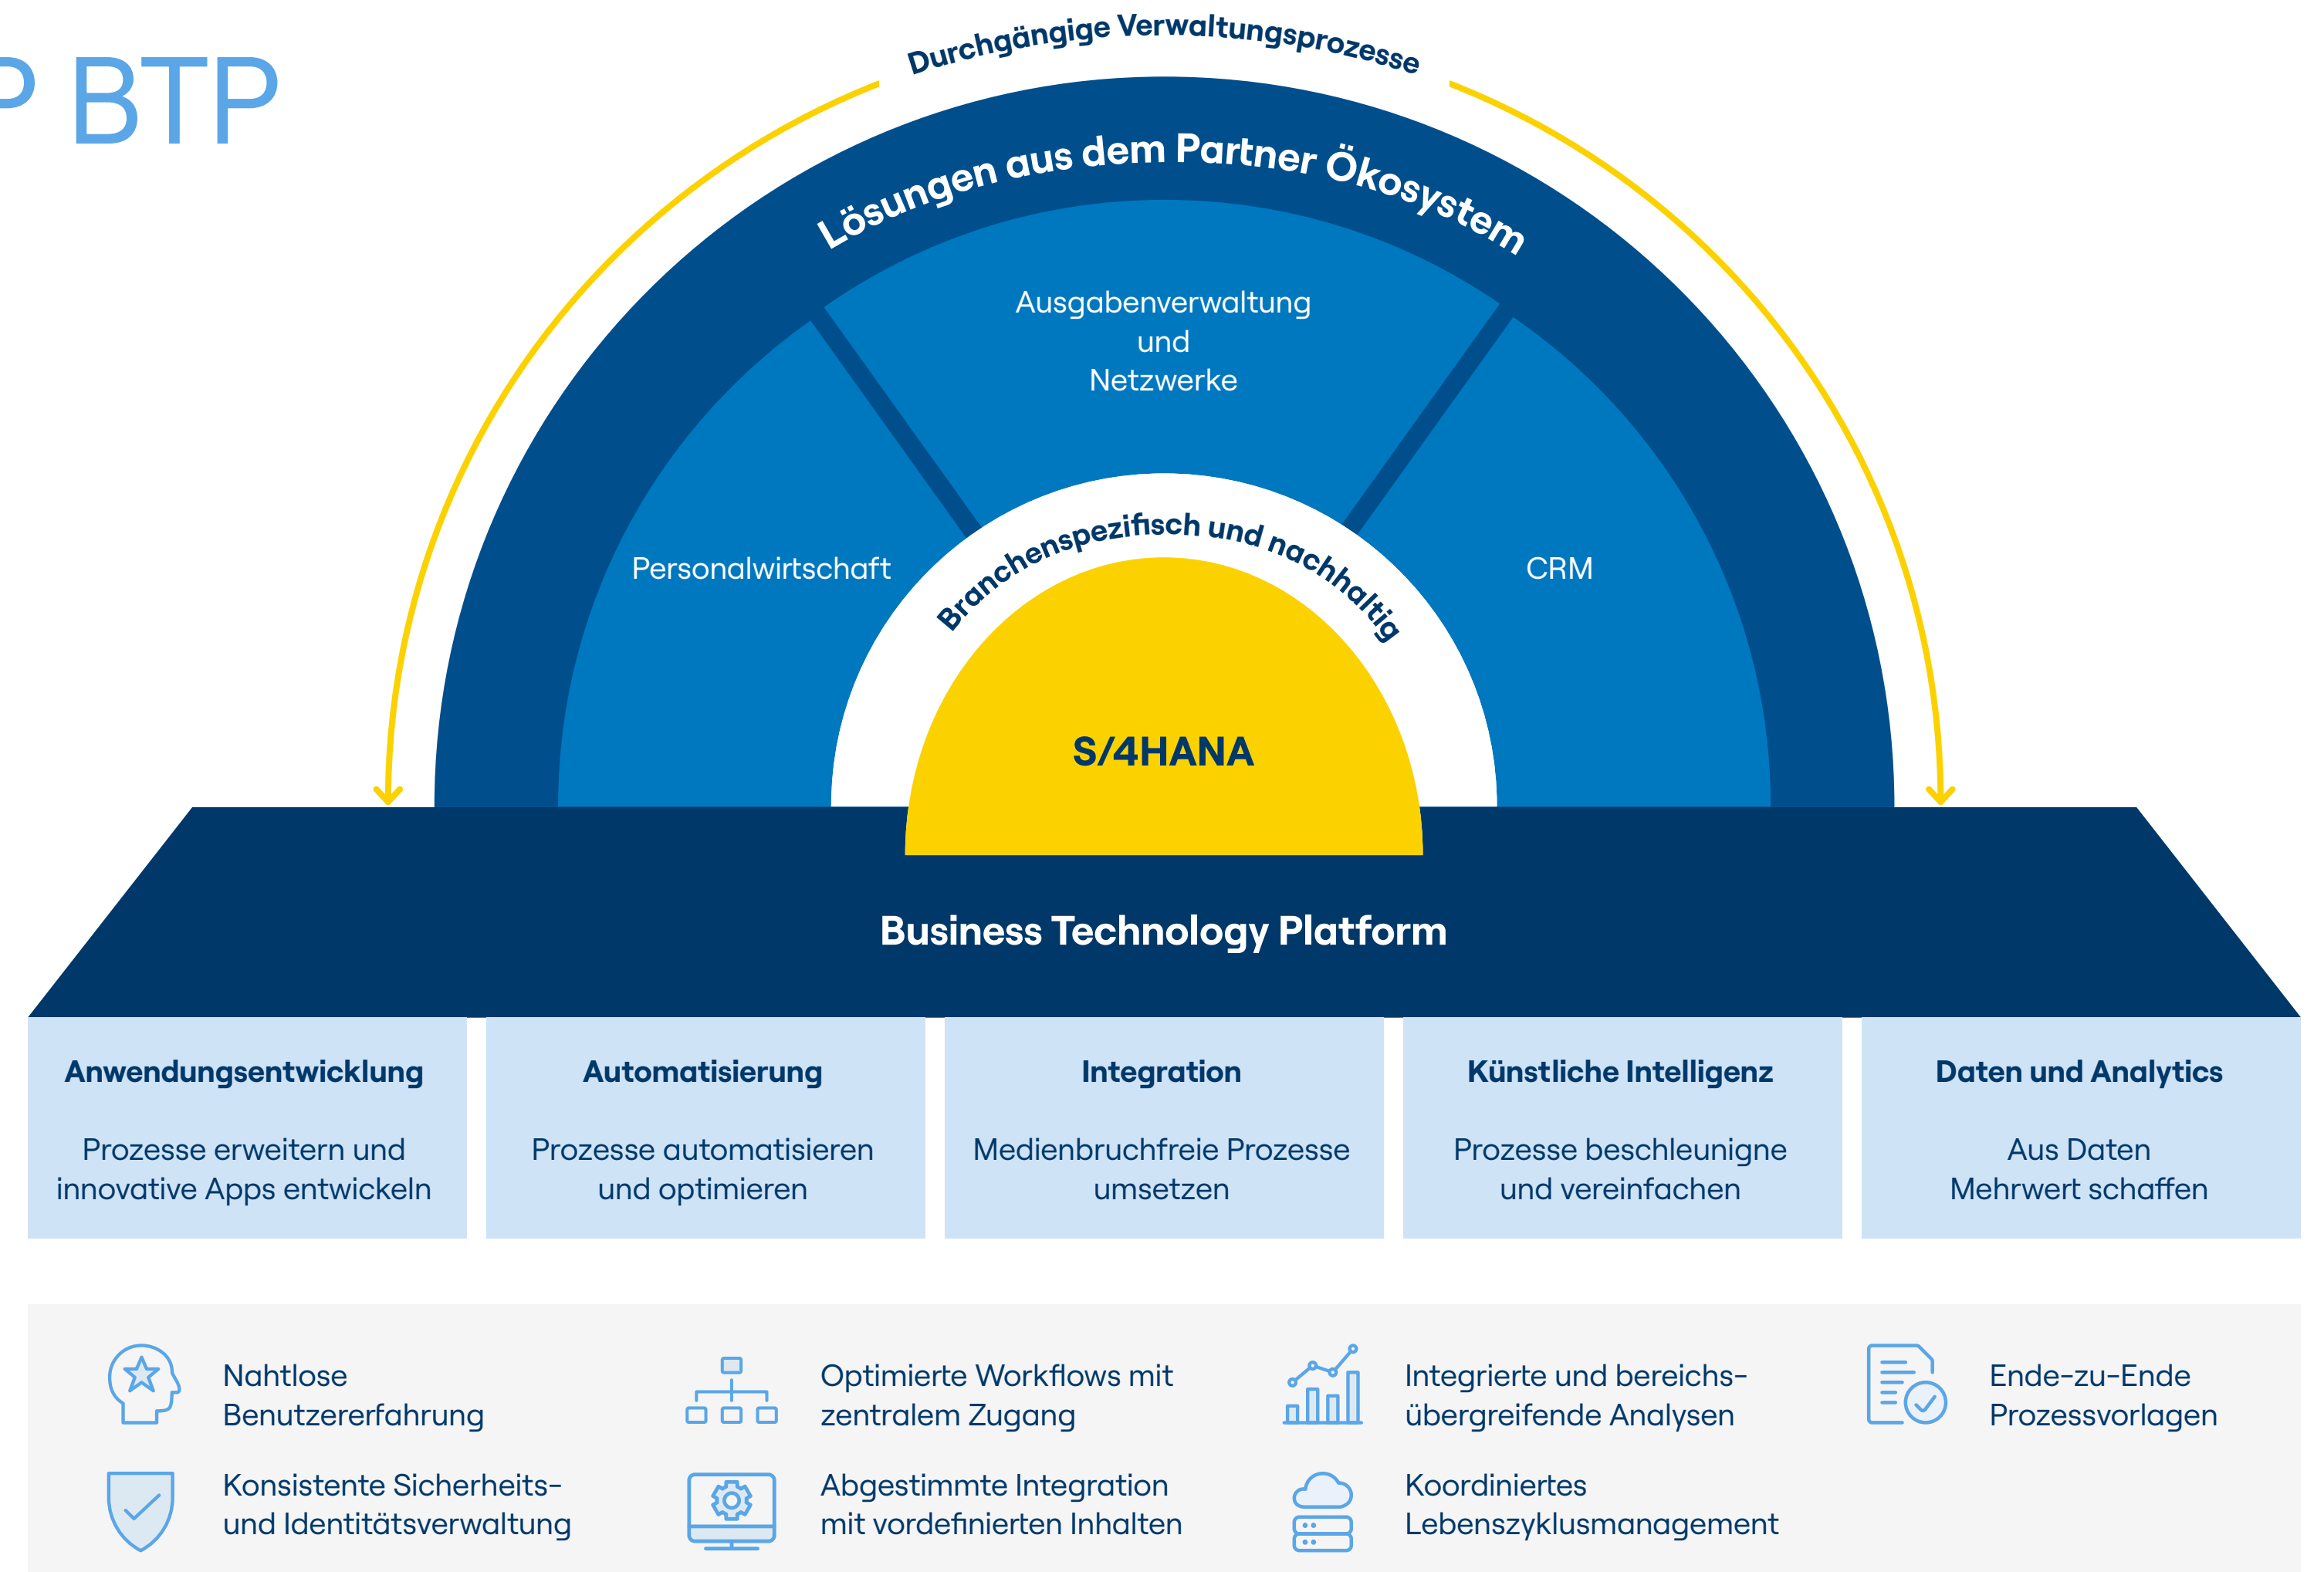 P BTP
Durchgängige Verwaltungsprozesse
Lösungen aus dem Partner Ökosystem
Ausgabenverwaltung
und
Netzwerke
Personalwirtschaft
CRM
Branchenspezifisch und nachhaltig
S/4HANA
Business Technology Platform
Anwendungsentwicklung
Prozesse erweitern und
innovative Apps entwickeln
Automatisierung
Prozesse automatisieren
und optimieren
Integration
Medienbruchfreie Prozesse
umsetzen
Künstliche Intelligenz
Prozesse beschleunigne
und vereinfachen
Daten und Analytics
Aus Daten
Mehrwert schaffen
Nahtlose
Benutzererfahrung
Optimierte Workflows mit
zentralem Zugang
Integrierte und bereichs-
übergreifende Analysen
Ende-zu-Ende
Prozessvorlagen
Konsistente Sicherheits-
und Identitätsverwaltung
Abgestimmte Integration
mit vordefinierten Inhalten
Koordiniertes
Lebenszyklusmanagement